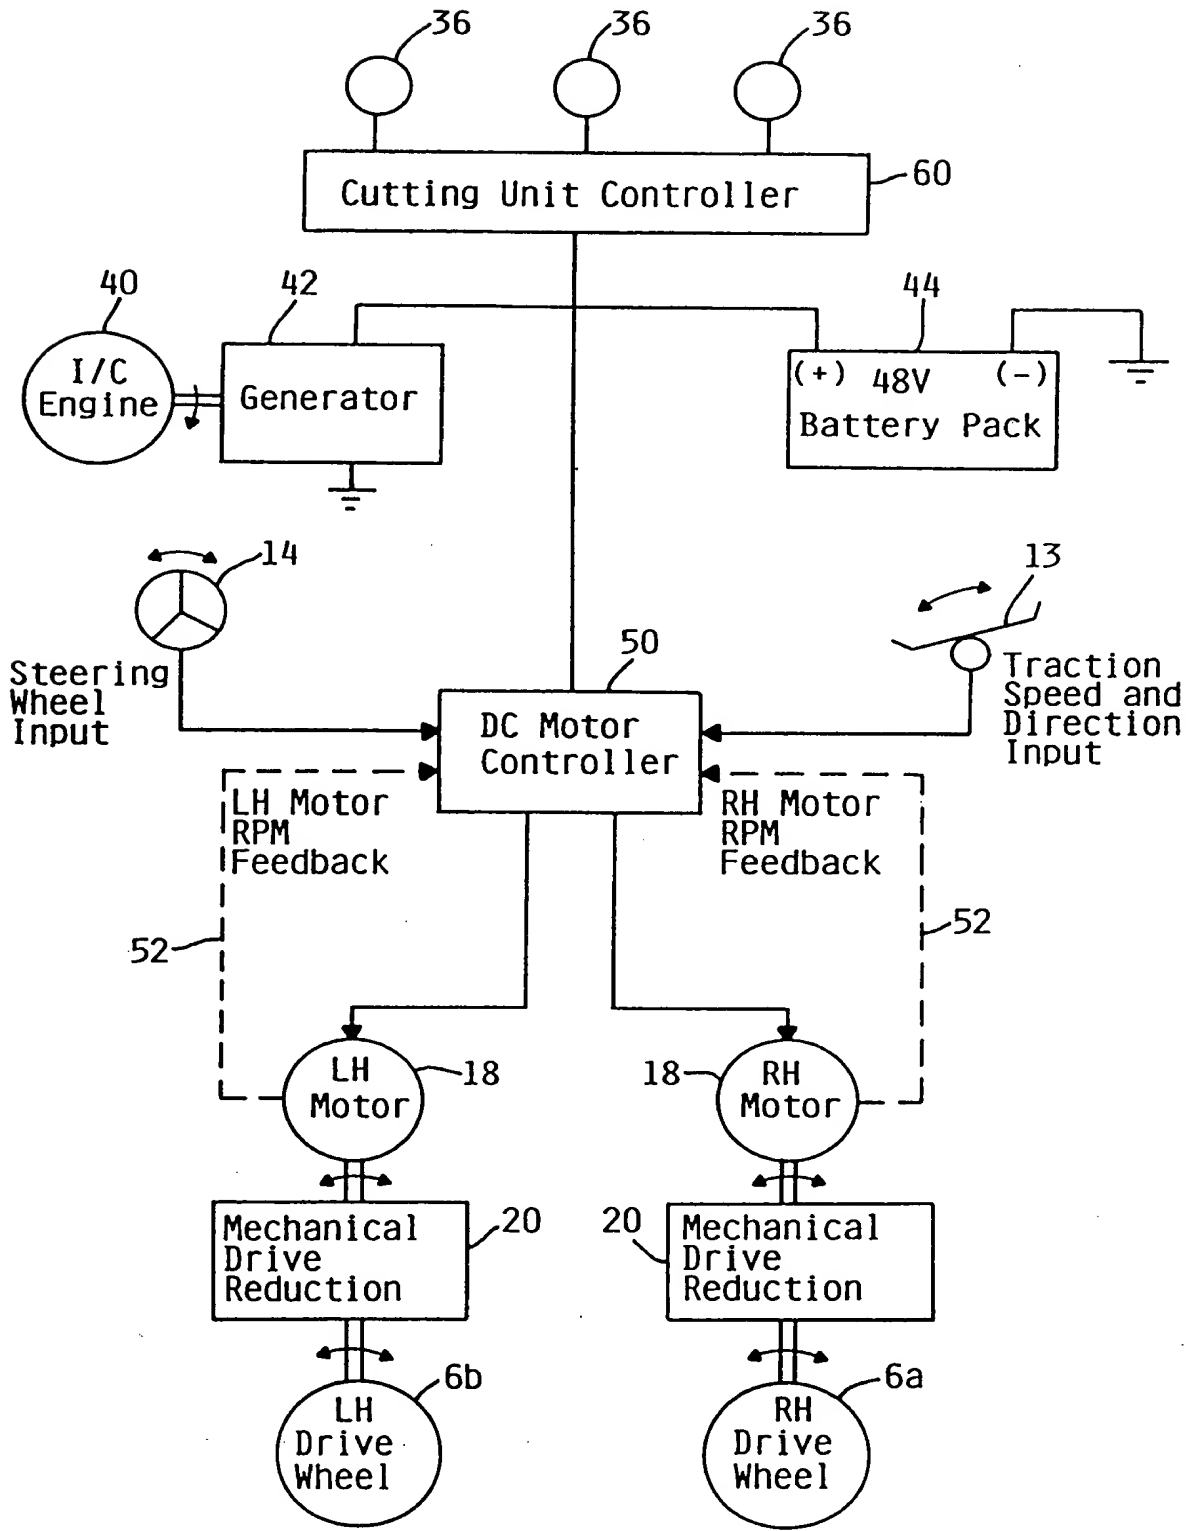 36
36
36
Cutting Unit Controller
60
40
42
44
I/C
Engine
Generator
(+) 48V (-)
Battery Pack
14
13
Steering
Wheel
Input
50
DC Motor
Controller
Traction
Speed and
Direction
Input
LH Motor
RPM
Feedback
RH Motor
RPM
Feedback
52
52
LH
Motor
18
18
RH
Motor
Mechanical
Drive
Reduction
20
20
Mechanical
Drive
Reduction
6b
LH
Drive
Wheel
6a
RH
Drive
Wheel